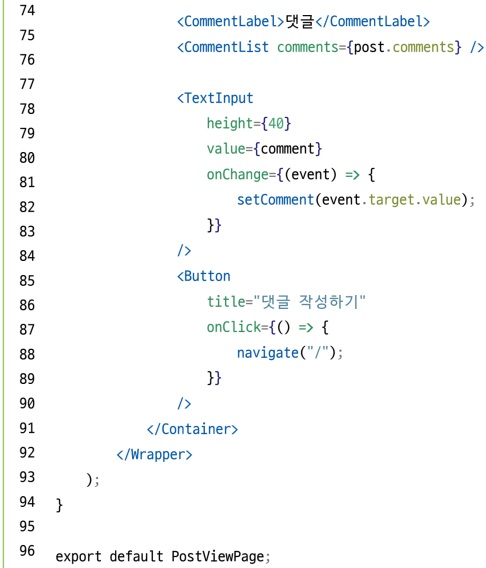 74 <CommentLabel>댓글</CommentLabel>
75 <CommentList comments={post.comments} />
76
77 <TextInput
78 height={40}
79 value={comment}
80 onChange={(event) => {
81 setComment(event.target.value);
82 }}
83 />
84 <Button
85 title="댓글 작성하기"
86 onClick={() => {
87 navigate("/");
88 }}
89 />
90 </Container>
91 </Wrapper>
92 );
93 }
94
95 export default PostViewPage;
96